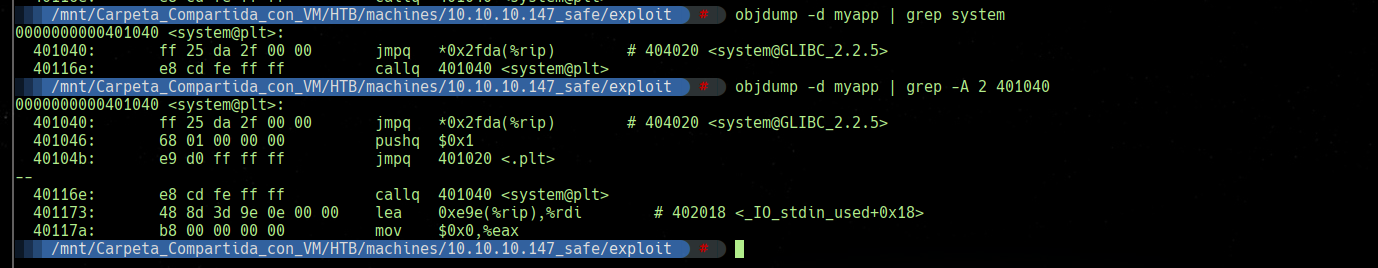 /mnt/Carpeta_Compartida_con_VM/HTB/machines/10.10.10.147_safe/exploit # objdump -d myapp | grep system
0000000000401040 <system@plt>:
401040: ff 25 da 2f 00 00 jmpq *0x2fda(%rip) # 404020 <system@GLIBC_2.2.5>
40116e: e8 cd fe ff ff callq 401040 <system@plt>
/mnt/Carpeta_Compartida_con_VM/HTB/machines/10.10.10.147_safe/exploit # objdump -d myapp | grep -A 2 401040
0000000000401040 <system@plt>:
401040: ff 25 da 2f 00 00 jmpq *0x2fda(%rip) # 404020 <system@GLIBC_2.2.5>
401046: 68 01 00 00 00 pushq $0x1
40104b: e9 d0 ff ff ff jmpq 401020 <.plt>
--
40116e: e8 cd fe ff ff callq 401040 <system@plt>
401173: 48 8d 3d 9e 0e 00 00 lea 0xe9e(%rip),%rdi # 402018 <_IO_stdin_used+0x18>
40117a: b8 00 00 00 00 mov $0x0,%eax
/mnt/Carpeta_Compartida_con_VM/HTB/machines/10.10.10.147_safe/exploit #